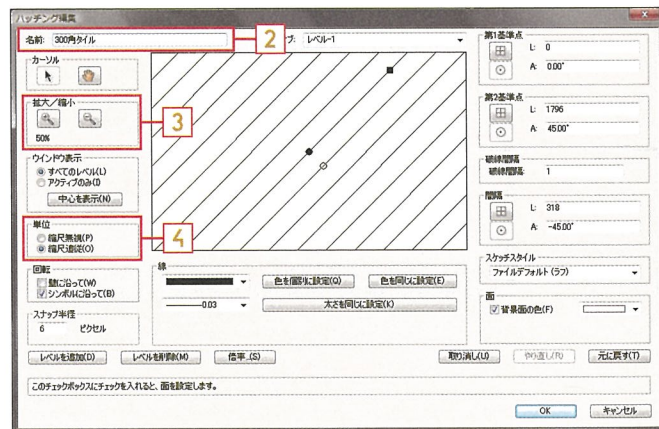 ハッチング編集
名前: 300角タイル
2
ブ: レベル-1
カーソル
拡大／縮小
3
50%
ウインドウ表示
すべてのレベル(L)
アクティブのみ(I)
中心を表示(N)
単位
4
縮尺無視(P)
縮尺追従(O)
回転
壁に沿って(W)
シンボルに沿って(B)
スナップ半径
6 ピクセル
線
色を個別に設定(Q)
色を同じに設定(E)
0.03
太さを同じに設定(K)
第1基準点
L: 0
A: 0.00°
第2基準点
L: 1796
A: 45.00°
破線間隔
破線間隔: 1
間隔
L: 318
A: -45.00°
スケッチスタイル
ファイルデフォルト (ラフ)
面
背景面の色(F)
レベルを追加(D)
レベルを削除(M)
倍率...(S)
取り消し(U)
やり直し(R)
元に戻す(T)
このチェックボックスにチェックを入れると、面を設定します。
OK
キャンセル